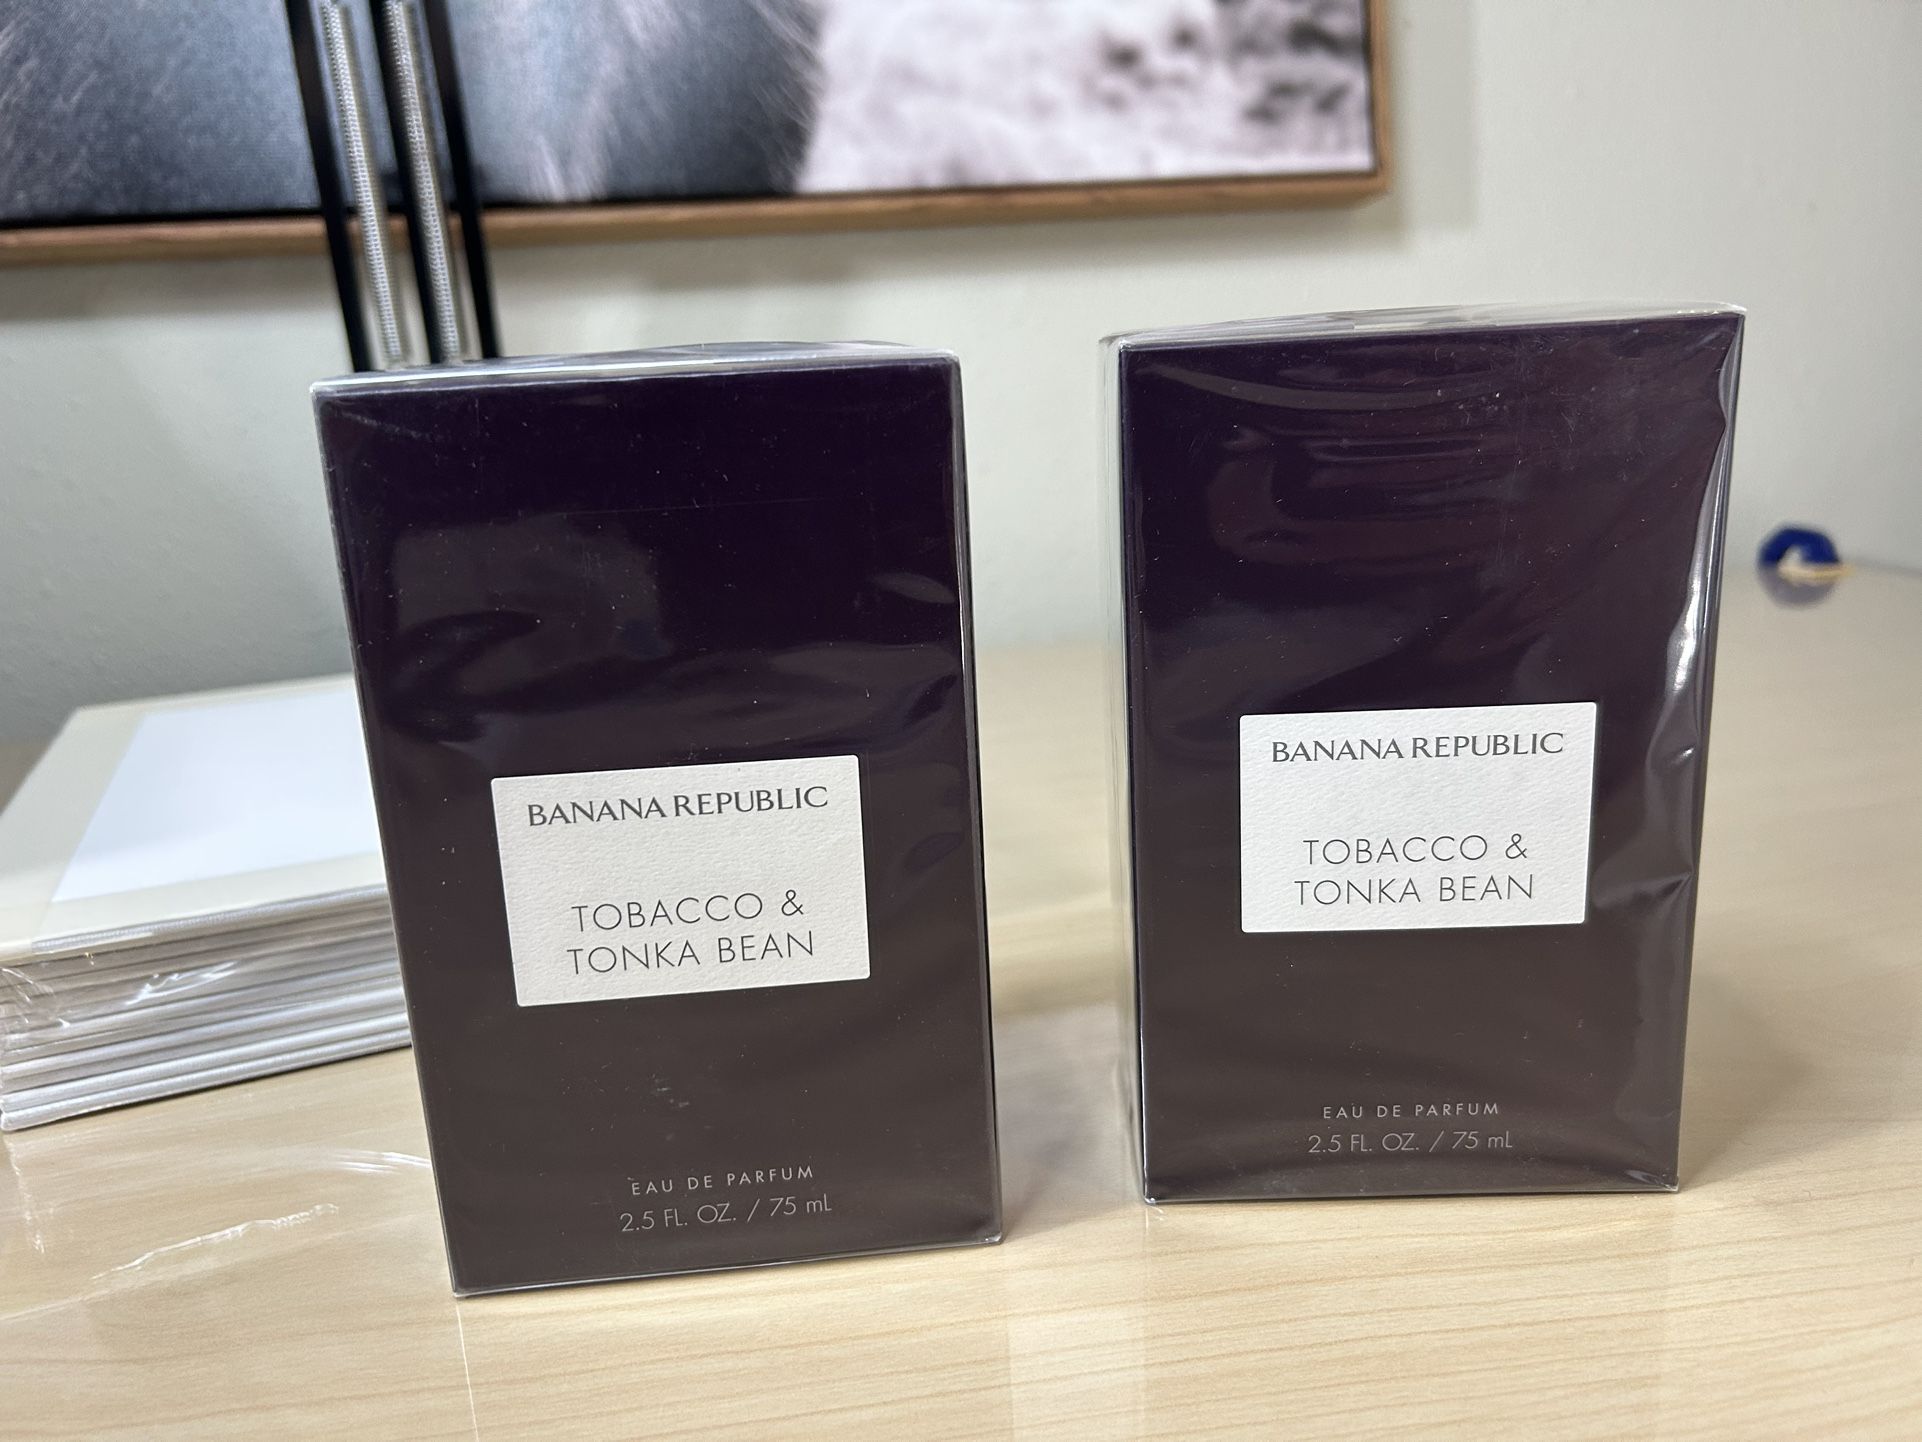 BANANA REPUBLIC
TOBACCO &
TONKA BEAN
EAU DE PARFUM
2.5 FL. OZ. / 75 mL
BANANA REPUBLIC
TOBACCO &
TONKA BEAN
EAU DE PARFUM
2.5 FL. OZ. / 75 mL